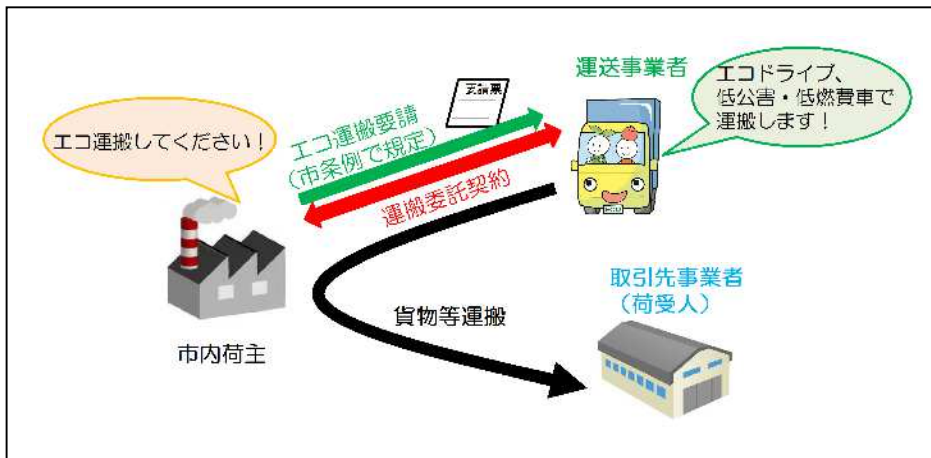 運送事業者
エコドライブ、
低公害・低燃費車で
運搬します！
要請票
エコ運搬してください！
エコ運搬要請
（市条例で規定）
運搬委託契約
取引先事業者
（荷受人）
貨物等運搬
市内荷主